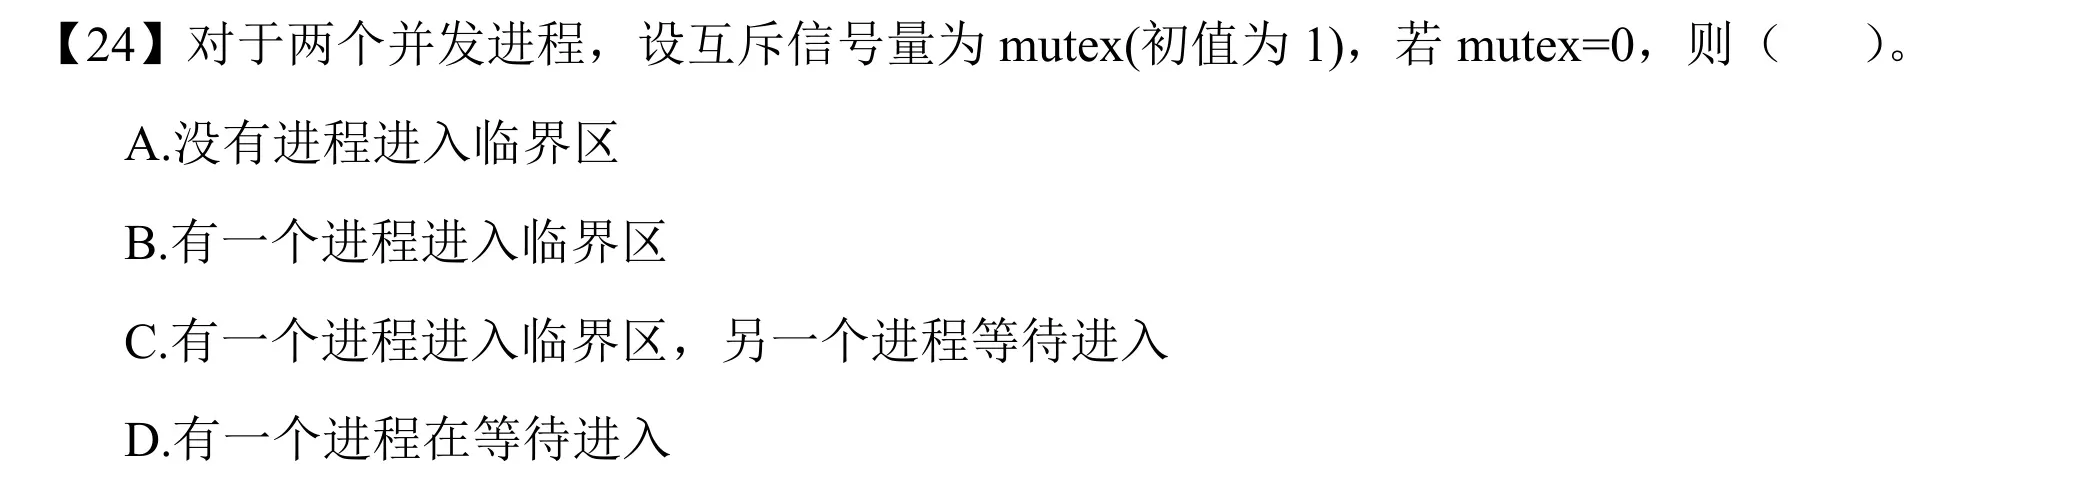 【24】对于两个并发进程，设互斥信号量为 mutex(初值为 1)，若 mutex=0，则（　　）。
A.没有进程进入临界区
B.有一个进程进入临界区
C.有一个进程进入临界区，另一个进程等待进入
D.有一个进程在等待进入